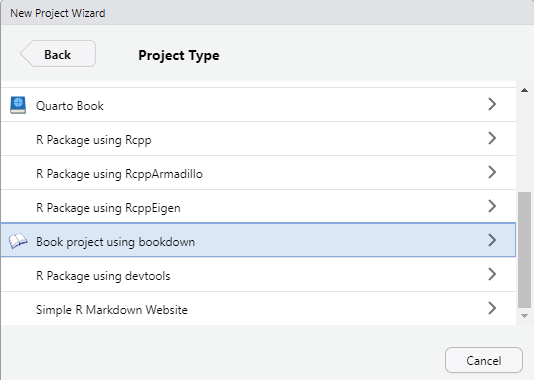 New Project Wizard
Back
Project Type
Quarto Book
R Package using Rcpp
R Package using RcppArmadillo
R Package using RcppEigen
Book project using bookdown
R Package using devtools
Simple R Markdown Website
Cancel